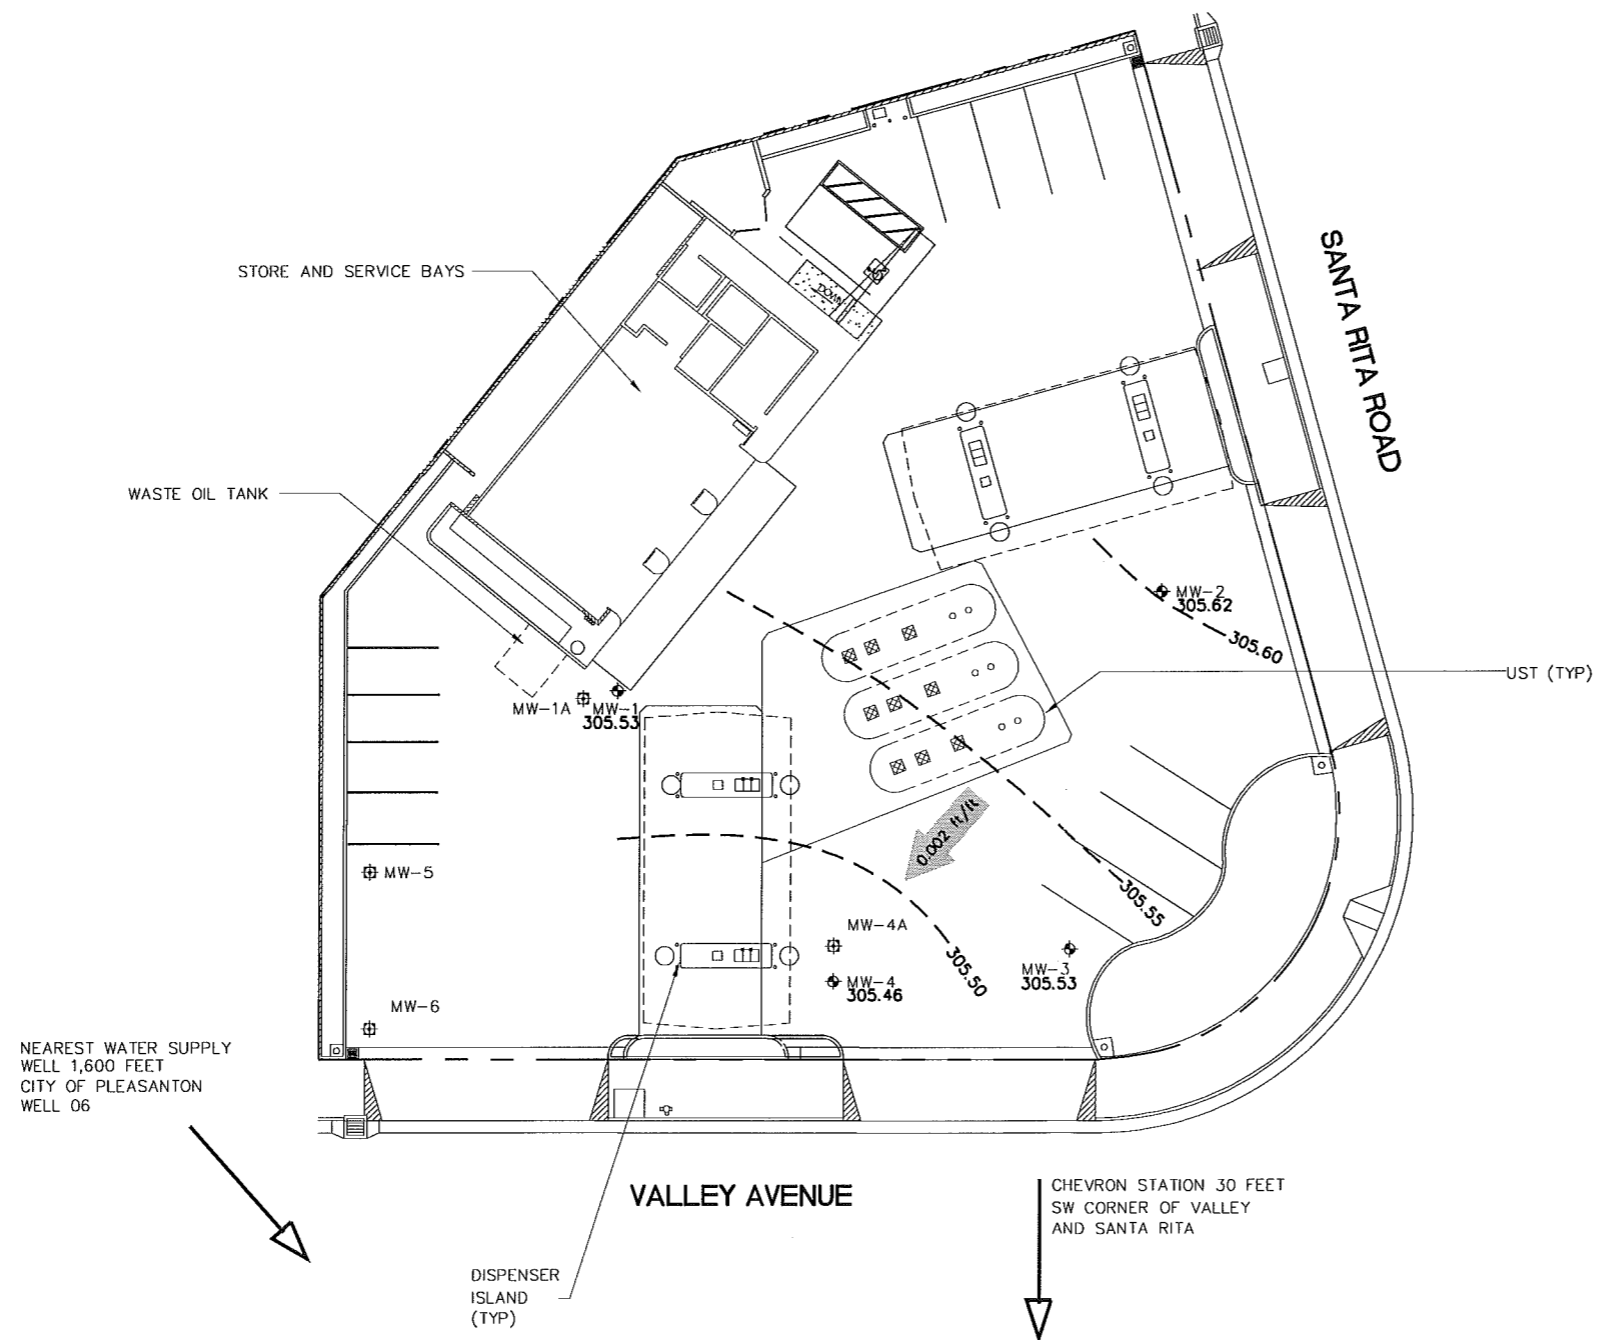 STORE AND SERVICE BAYS
DOWN
SANTA RITA ROAD
WASTE OIL TANK
MW-2
305.62
305.60
UST (TYP)
MW-1A
MW-1
305.53
0.002 ft/ft
305.55
MW-5
MW-4A
305.50
MW-3
305.53
MW-4
305.46
MW-6
NEAREST WATER SUPPLY
WELL 1,600 FEET
CITY OF PLEASANTON
WELL 06
VALLEY AVENUE
CHEVRON STATION 30 FEET
SW CORNER OF VALLEY
AND SANTA RITA
DISPENSER
ISLAND
(TYP)